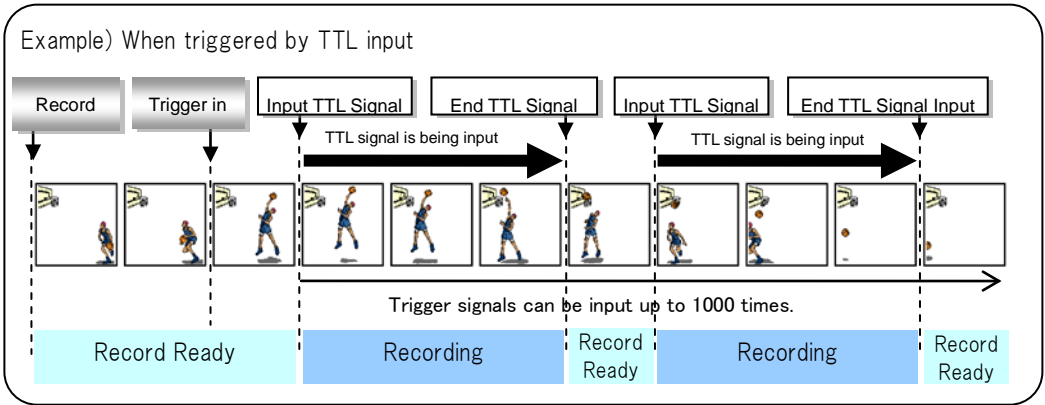 Example) When triggered by TTL input
Record
Trigger in
Input TTL Signal
End TTL Signal
Input TTL Signal
End TTL Signal Input
TTL signal is being input
TTL signal is being input
Trigger signals can be input up to 1000 times.
Record Ready
Recording
Record
Ready
Recording
Record
Ready